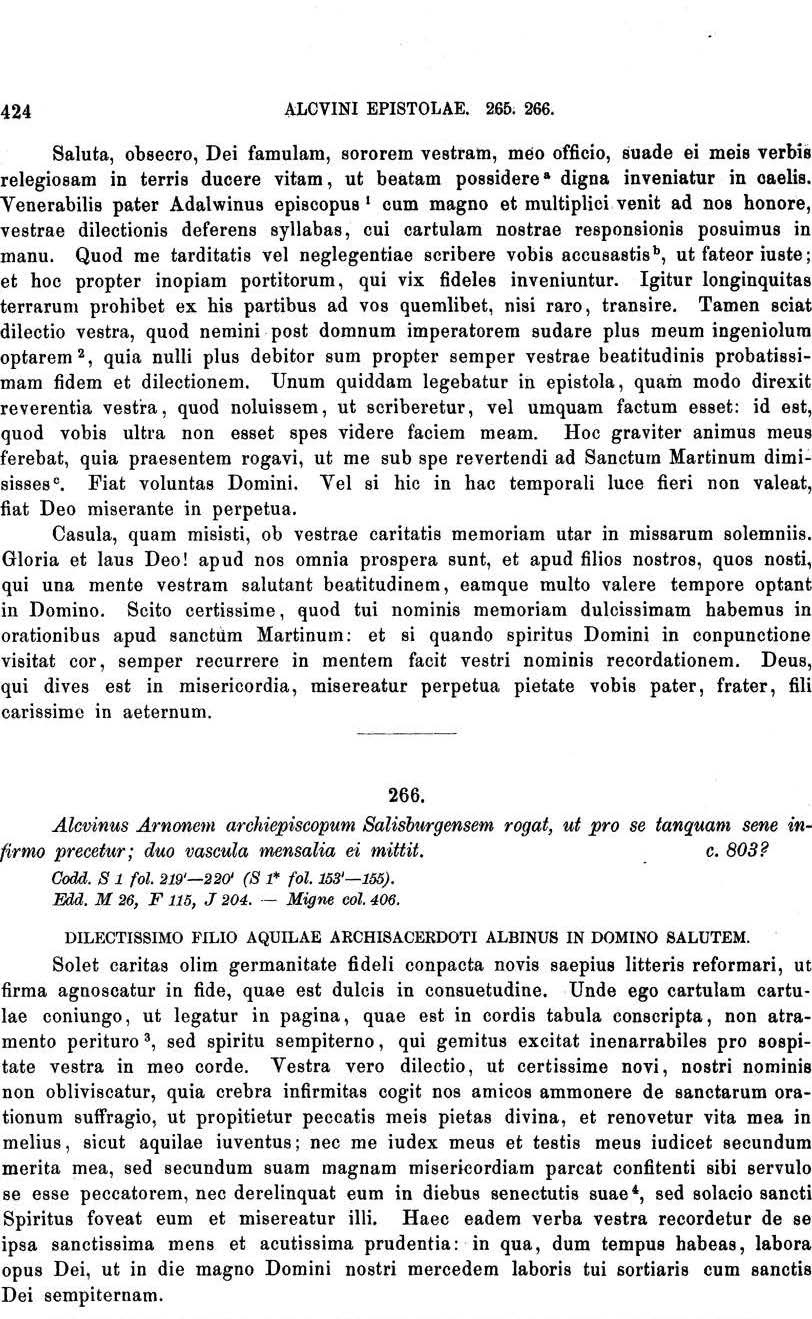 424 ALCVINI EPISTOLAE. 265. 266.
Saluta, obsecro, Dei famulam, sororem vestram, meo officio, suade ei meis verbis
relegiosam in terris ducere vitam, ut beatam possidere a digna inveniatur in caelis.
Venerabilis pater Adalwinus episcopus 1 cum magno et multiplici venit ad nos honore,
vestrae dilectionis deferens syllabas, cui cartulam nostrae responsionis posuimus in
manu. Quod me tarditatis vel neglegentiae scribere vobis accusastis b, ut fateor iuste;
et hoc propter inopiam portitorum, qui vix fideles inveniuntur. Igitur longinquitas
terrarum prohibet ex his partibus ad vos quemlibet, nisi raro, transire. Tamen sciat
dilectio vestra, quod nemini post domnum imperatorem sudare plus meum ingeniolum
optarem 2, quia nulli plus debitor sum propter semper vestrae beatitudinis probatissi-
mam fidem et dilectionem. Unum quiddam legebatur in epistola, quam modo direxit
reverentia vestra, quod noluissem, ut scriberetur, vel umquam factum esset: id est,
quod vobis ultra non esset spes videre faciem meam. Hoc graviter animus meus
ferebat, quia praesentem rogavi, ut me sub spe revertendi ad Sanctum Martinum dimi-
sisses c. Fiat voluntas Domini. Vel si hic in hac temporali luce fieri non valeat,
fiat Deo miserante in perpetua.
Casula, quam misisti, ob vestrae caritatis memoriam utar in missarum solemniis.
Gloria et laus Deo! apud nos omnia prospera sunt, et apud filios nostros, quos nosti,
qui una mente vestram salutant beatitudinem, eamque multo valere tempore optant
in Domino. Scito certissime, quod tui nominis memoriam dulcissimam habemus in
orationibus apud sanctum Martinum: et si quando spiritus Domini in conpunctione
visitat cor, semper recurrere in mentem facit vestri nominis recordationem. Deus,
qui dives est in misericordia, misereatur perpetua pietate vobis pater, frater, fili
carissime in aeternum.
266.
Alcvinus Arnonem archiepiscopum Salisburgensem rogat, ut pro se tanquam sene in-
firmo precetur; duo vascula mensalia ei mittit. c. 803?
Codd. S 1 fol. 219'—220' (S 1* fol. 153'—155).
Edd. M 26, F 115, J 204. — Migne col. 406.
DILECTISSIMO FILIO AQUILAE ARCHISACERDOTI ALBINUS IN DOMINO SALUTEM.
Solet caritas olim germanitate fideli conpacta novis saepius litteris reformari, ut
firma agnoscatur in fide, quae est dulcis in consuetudine. Unde ego cartulam cartu-
lae coniungo, ut legatur in pagina, quae est in cordis tabula conscripta, non atra-
mento perituro 3, sed spiritu sempiterno, qui gemitus excitat inenarrabiles pro sospi-
tate vestra in meo corde. Vestra vero dilectio, ut certissime novi, nostri nominis
non obliviscatur, quia crebra infirmitas cogit nos amicos ammonere de sanctarum ora-
tionum suffragio, ut propitietur peccatis meis pietas divina, et renovetur vita mea in
melius, sicut aquilae iuventus; nec me iudex meus et testis meus iudicet secundum
merita mea, sed secundum suam magnam misericordiam parcat confitenti sibi servulo
se esse peccatorem, nec derelinquat eum in diebus senectutis suae 4, sed solacio sancti
Spiritus foveat eum et misereatur illi. Haec eadem verba vestra recordetur de se
ipsa sanctissima mens et acutissima prudentia: in qua, dum tempus habeas, labora
opus Dei, ut in die magno Domini nostri mercedem laboris tui sortiaris cum sanctis
Dei sempiternam.